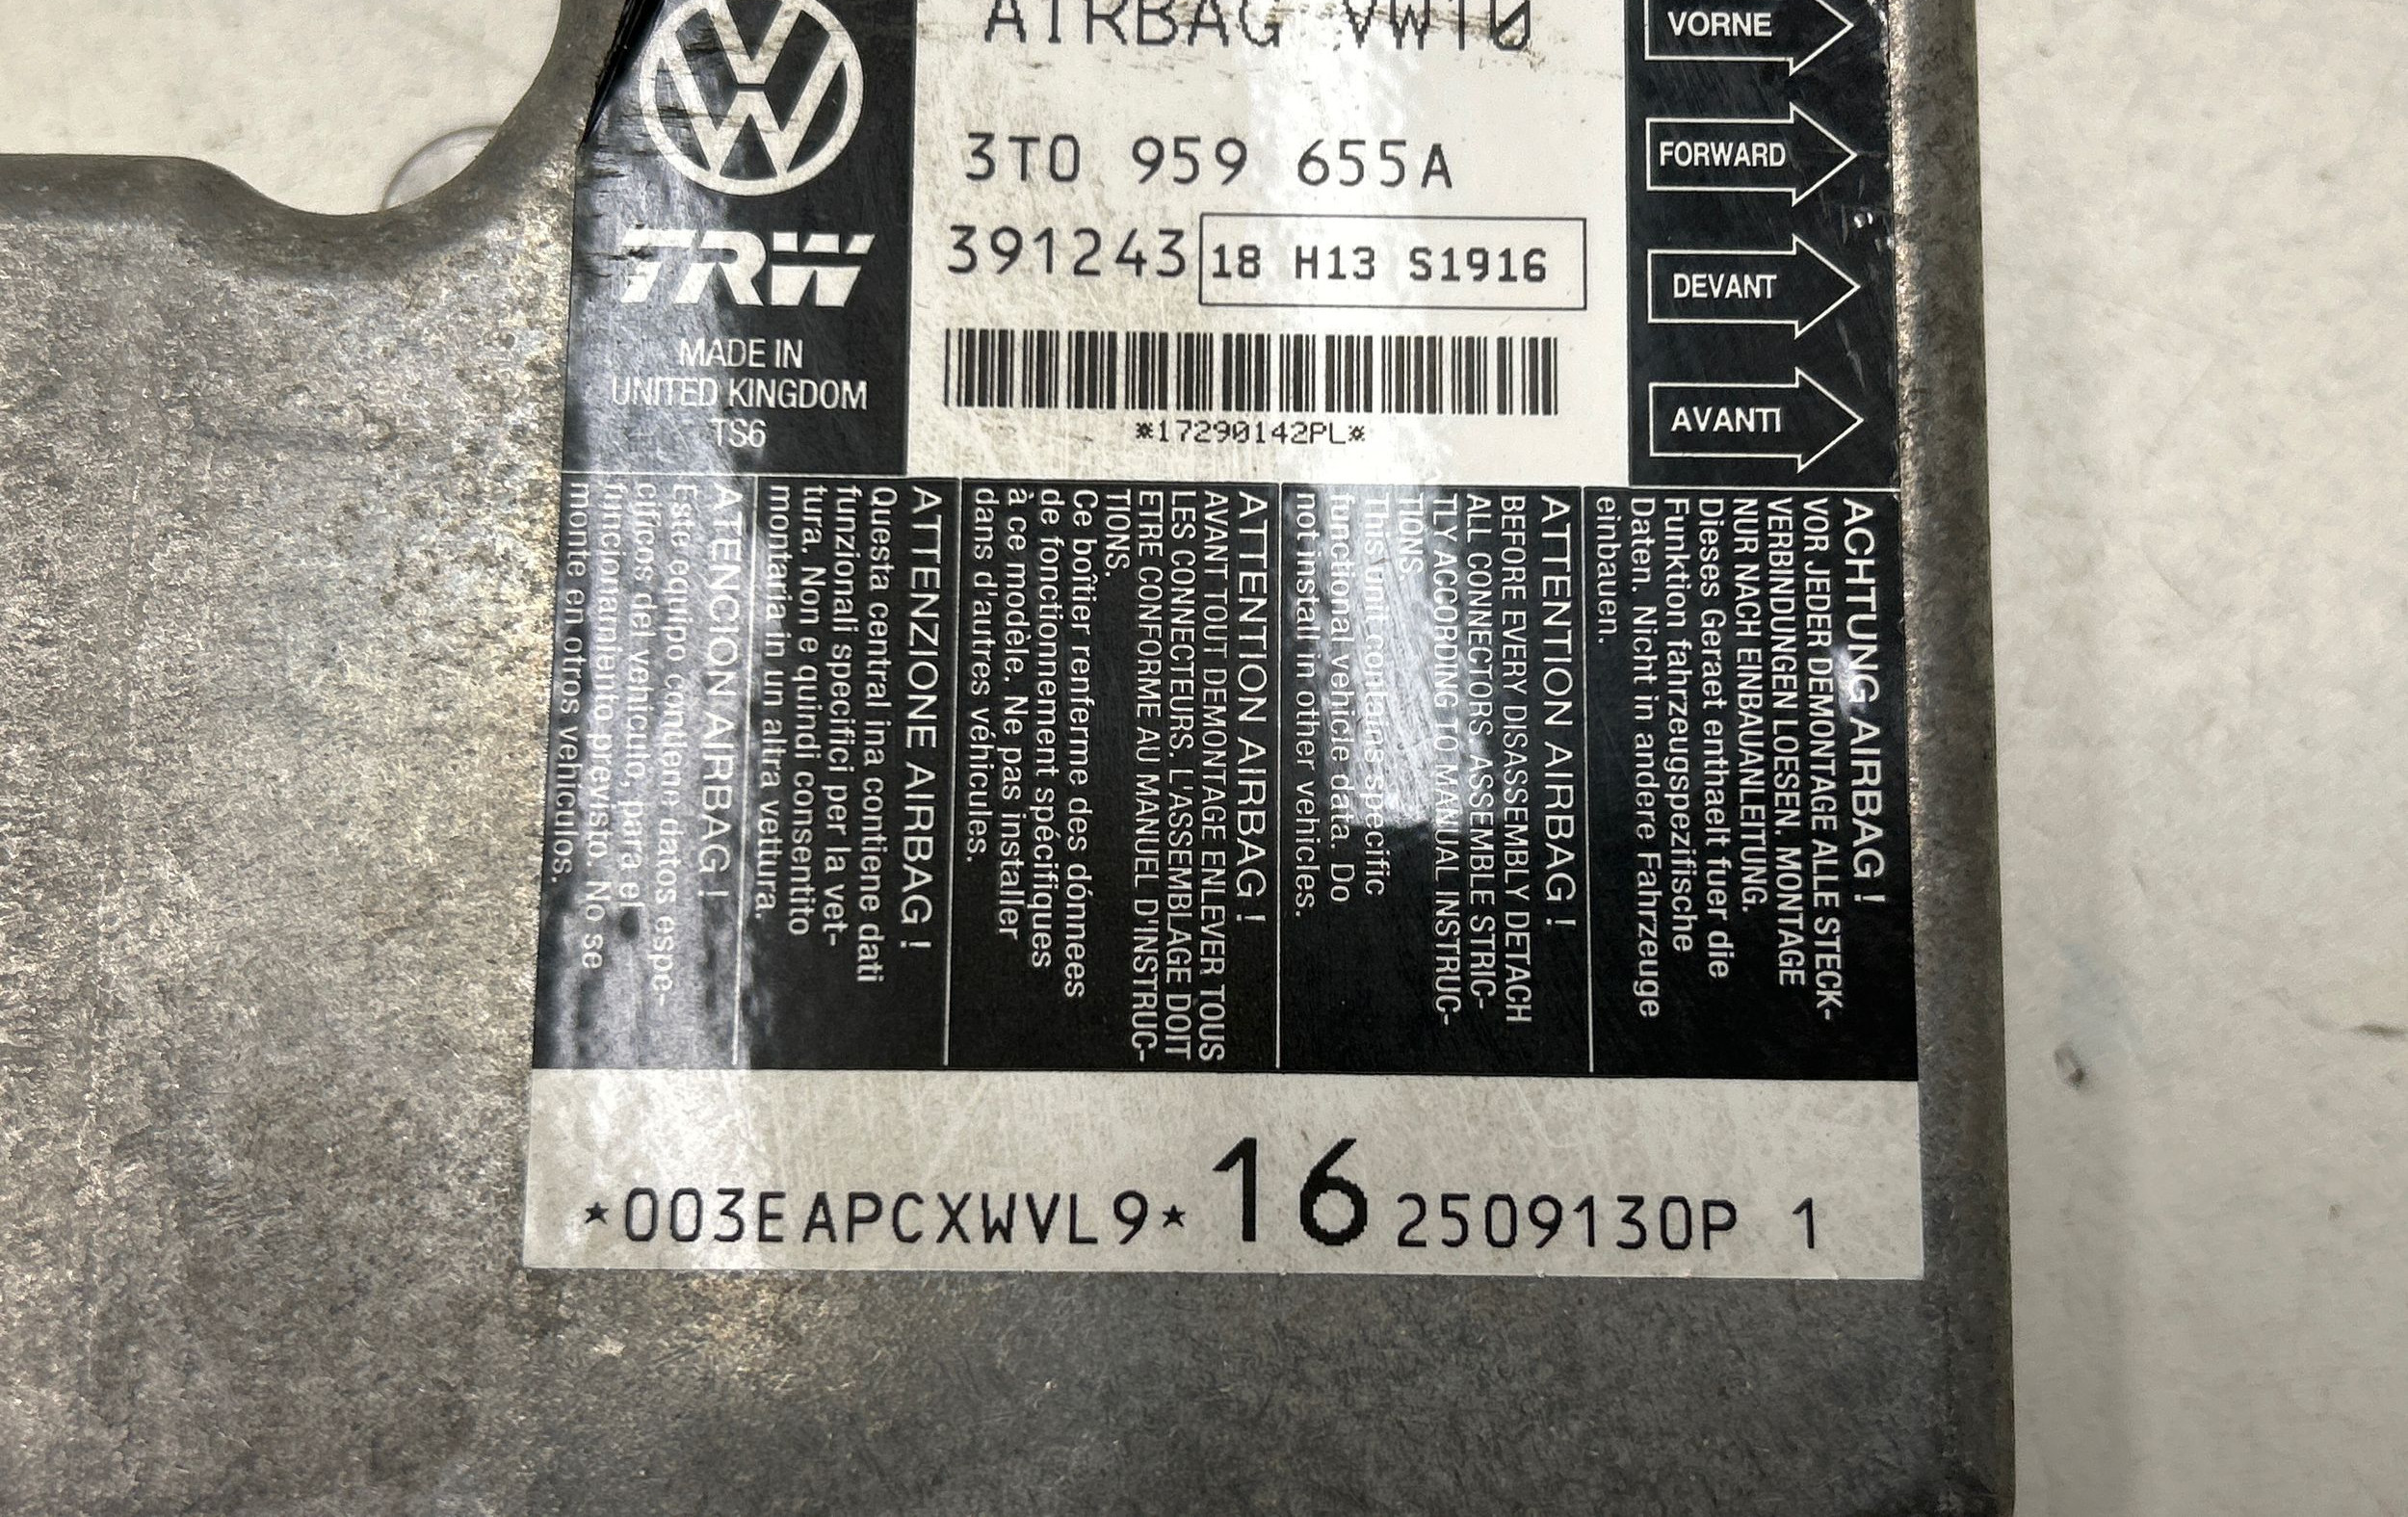 AIRBAG VW10
3T0 959 655A
391243 18 H13 S1916
*17290142PL*
TRW
MADE IN
UNITED KINGDOM
TS6
VORNE
FORWARD
DEVANT
AVANTI
ACHTUNG AIRBAG !
VOR JEDER DEMONTAGE ALLE STECK-
VERBINDUNGEN LOESEN. MONTAGE
NUR NACH EINBAUANLEITUNG.
Dieses Geraet enthaelt fuer die
Funktion fahrzeugspezifische
Daten. Nicht in andere Fahrzeuge
einbauen.
ATTENTION AIRBAG !
BEFORE EVERY DISASSEMBLY DETACH
ALL CONNECTORS. ASSEMBLE STRIC-
TLY ACCORDING TO MANUAL INSTRUC-
TIONS.
This unit contains specific
functional vehicle data. Do
not install in other vehicles.
ATTENTION AIRBAG !
AVANT TOUT DEMONTAGE ENLEVER TOUS
LES CONNECTEURS. L'ASSEMBLAGE DOIT
ETRE CONFORME AU MANUEL D'INSTRUC-
TIONS.
Ce boîtier renferme des dónnees
de fonctionnement spécifiques
à ce modèle. Ne pas installer
dans d'autres véhicules.
ATTENZIONE AIRBAG !
Questa central ina contiene dati
funzionali specifici per la vet-
tura. Non e quindi consentito
montaria in un altra vettura.
ATENCION AIRBAG !
Este equipo condene datos espe-
cificos del vehiculo, para el
funcionamiento previsto. No se
monte en otros vehiculos.
*003EAPCXWVL9* 16 2509130P 1